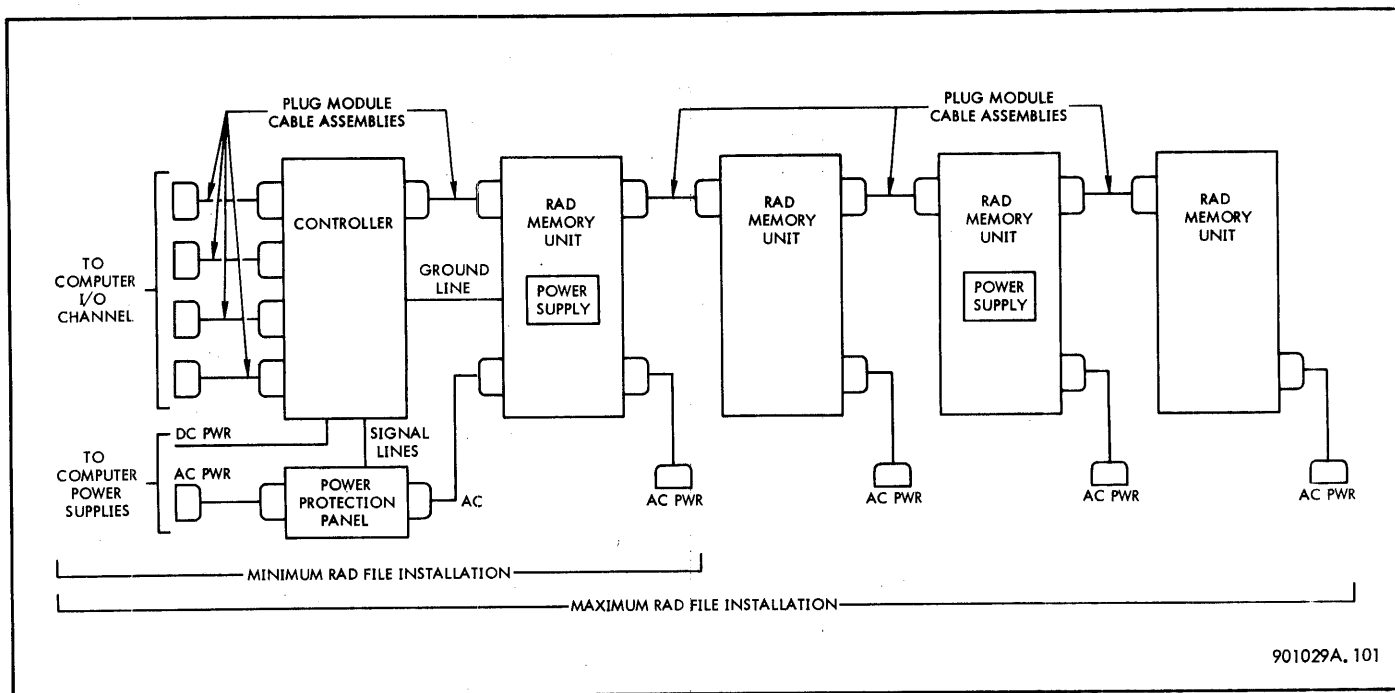 PLUG MODULE
CABLE ASSEMBLIES
PLUG MODULE
CABLE ASSEMBLIES
TO
COMPUTER
I/O
CHANNEL
CONTROLLER
GROUND
LINE
RAD
MEMORY
UNIT
POWER
SUPPLY
RAD
MEMORY
UNIT
RAD
MEMORY
UNIT
POWER
SUPPLY
RAD
MEMORY
UNIT
TO
COMPUTER
POWER
SUPPLIES
DC PWR
AC PWR
SIGNAL
LINES
POWER
PROTECTION
PANEL
AC
AC PWR
AC PWR
AC PWR
AC PWR
MINIMUM RAD FILE INSTALLATION
MAXIMUM RAD FILE INSTALLATION
901029A. 101